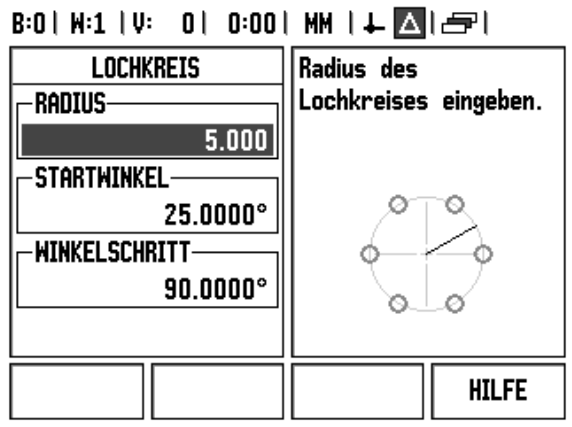 B:0| W:1 |V: 0| 0:00| MM |
LOCHKREIS
RADIUS
5.000
STARTWINKEL
25.0000°
WINKELSCHRITT
90.0000°
Radius des
Lochkreises eingeben.
HILFE